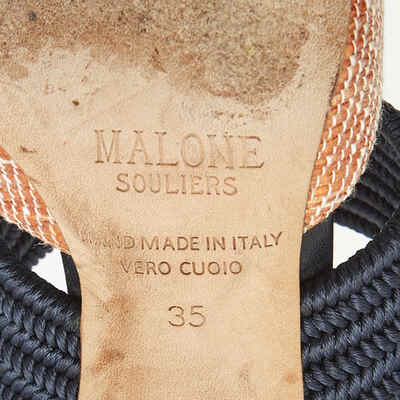 MALONE
SOULIERS
HAND MADE IN ITALY
VERO CUOIO
35